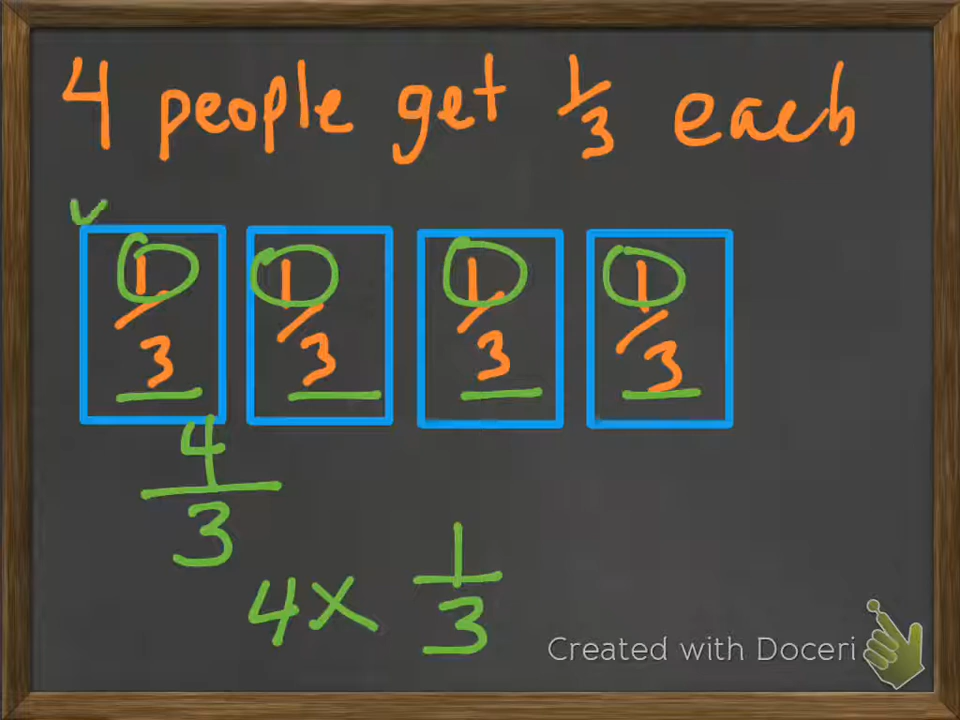 4 people get 1/3 each
1/3 1/3 1/3 1/3
4/3
4 x 1/3
Created with Doceri